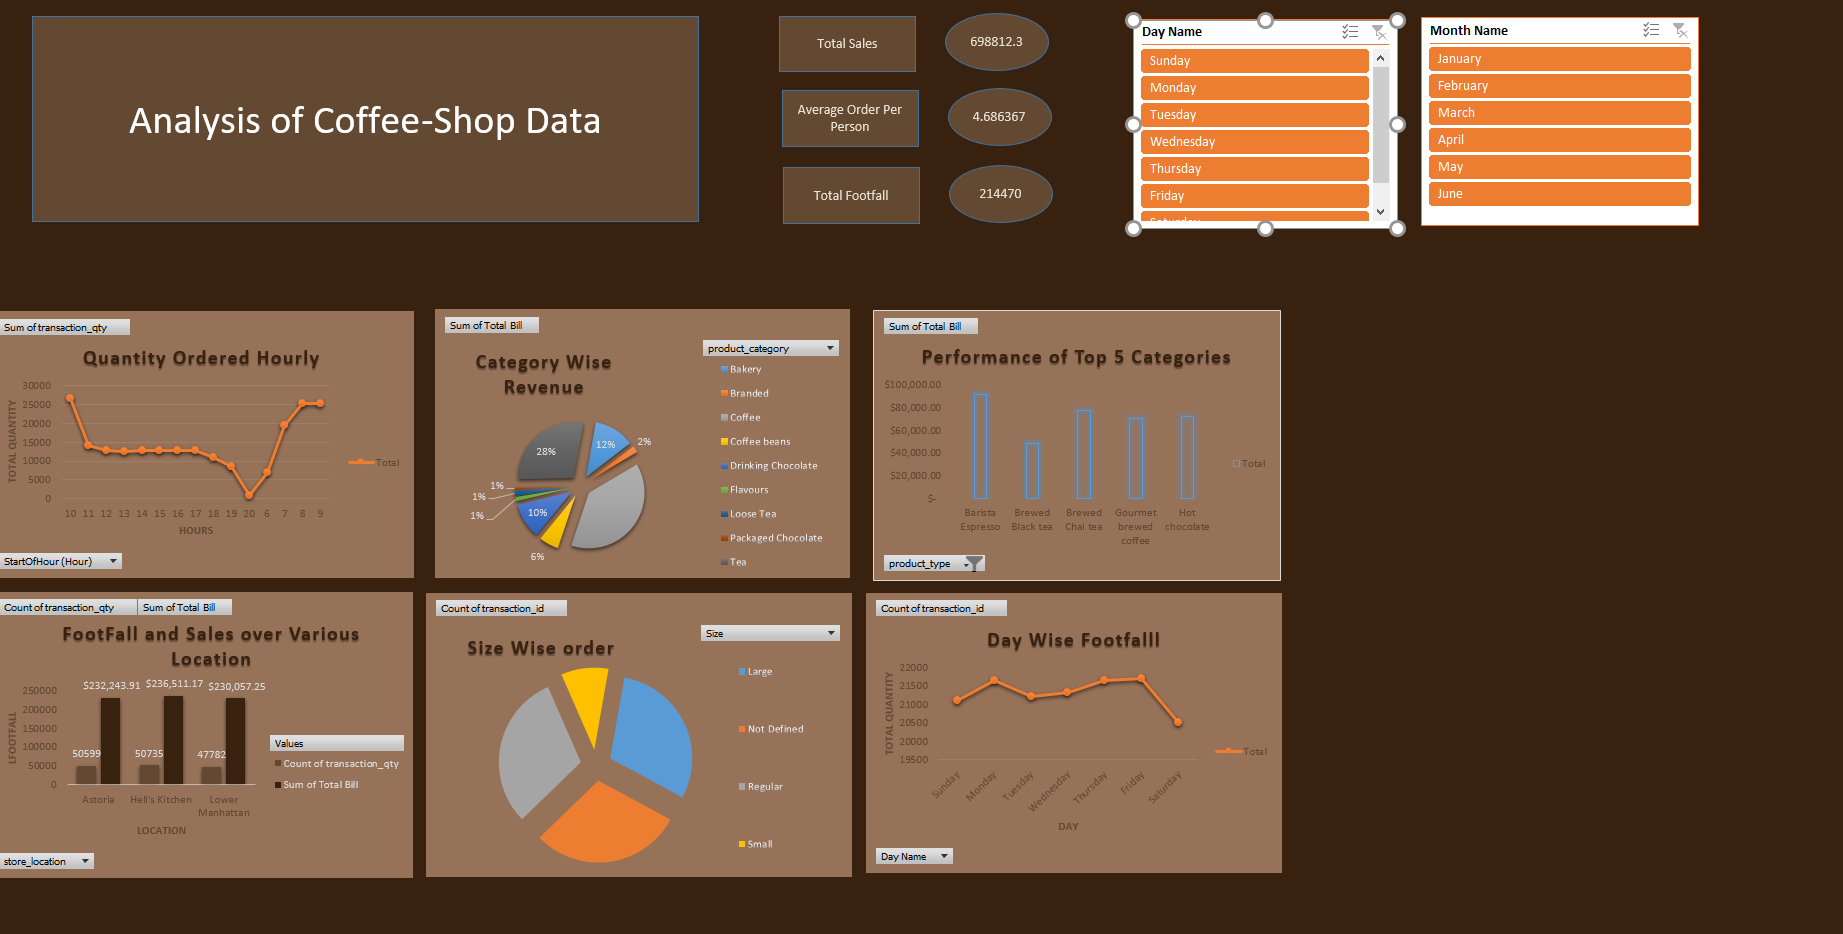 Analysis of Coffee-Shop Data
Total Sales
698812.3
Average Order Per
Person
4.686367
Total Footfall
214470
Day Name
Sunday
Monday
Tuesday
Wednesday
Thursday
Friday
Saturday
Month Name
January
February
March
April
May
June
Sum of transaction_qty
Quantity Ordered Hourly
30000
25000
20000
15000
10000
5000
0
TOTAL QUANTITY
10 11 12 13 14 15 16 17 18 19 20 6 7 8 9
HOURS
Total
StartOfHour (Hour)
Sum of Total Bill
Category Wise
Revenue
product_category
Bakery
Branded
Coffee
Coffee beans
Drinking Chocolate
Flavours
Loose Tea
Packaged Chocolate
Tea
12%
2%
28%
1%
1%
1%
10%
6%
Sum of Total Bill
Performance of Top 5 Categories
$100,000.00
$80,000.00
$60,000.00
$40,000.00
$20,000.00
$-
Barista
Espresso
Brewed
Black tea
Brewed
Chai tea
Gourmet
brewed
coffee
Hot
chocolate
Total
product_type
Count of transaction_qty
Sum of Total Bill
FootFall and Sales over Various
Location
$232,243.91 $236,511.17 $230,057.25
250000
200000
150000
100000
50000
0
LFOOTFALL
50599
50735
47782
Astoria
Hell's Kitchen
Lower
Manhattan
LOCATION
Values
Count of transaction_qty
Sum of Total Bill
store_location
Count of transaction_id
Size Wise order
Size
Large
Not Defined
Regular
Small
Count of transaction_id
Day Wise Footfalll
22000
21500
21000
20500
20000
19500
TOTAL QUANTITY
Sunday
Monday
Tuesday
Wednesday
Thursday
Friday
Saturday
DAY
Total
Day Name